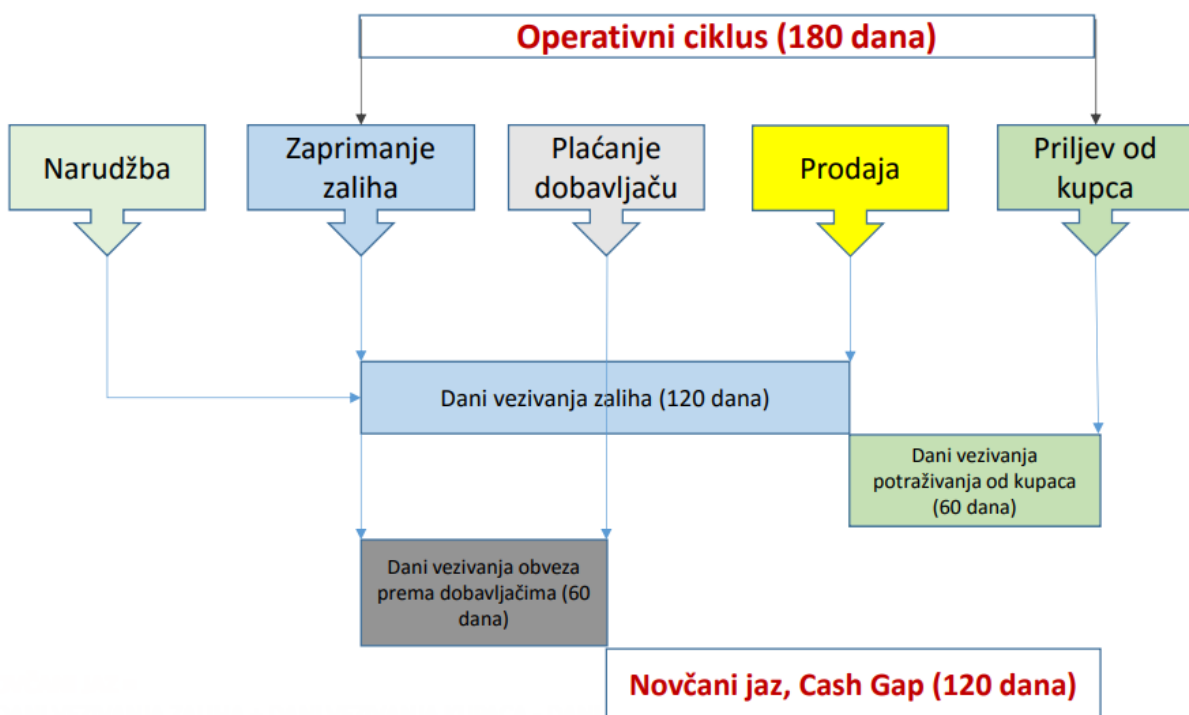 Operativni ciklus (180 dana)
Narudžba
Zaprimanje
zaliha
Plaćanje
dobavljaču
Prodaja
Priljev od
kupca
Dani vezivanja zaliha (120 dana)
Dani vezivanja
potraživanja od kupaca
(60 dana)
Dani vezivanja obveza
prema dobavljačima (60
dana)
Novčani jaz, Cash Gap (120 dana)